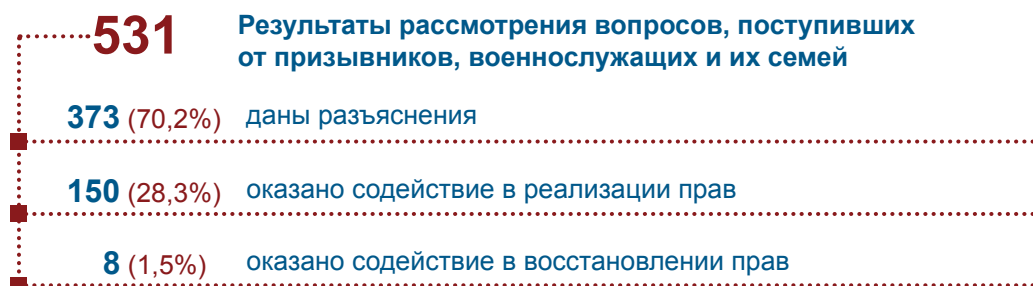 531 Результаты рассмотрения вопросов, поступивших
от призывников, военнослужащих и их семей
373 (70,2%) даны разъяснения
150 (28,3%) оказано содействие в реализации прав
8 (1,5%) оказано содействие в восстановлении прав